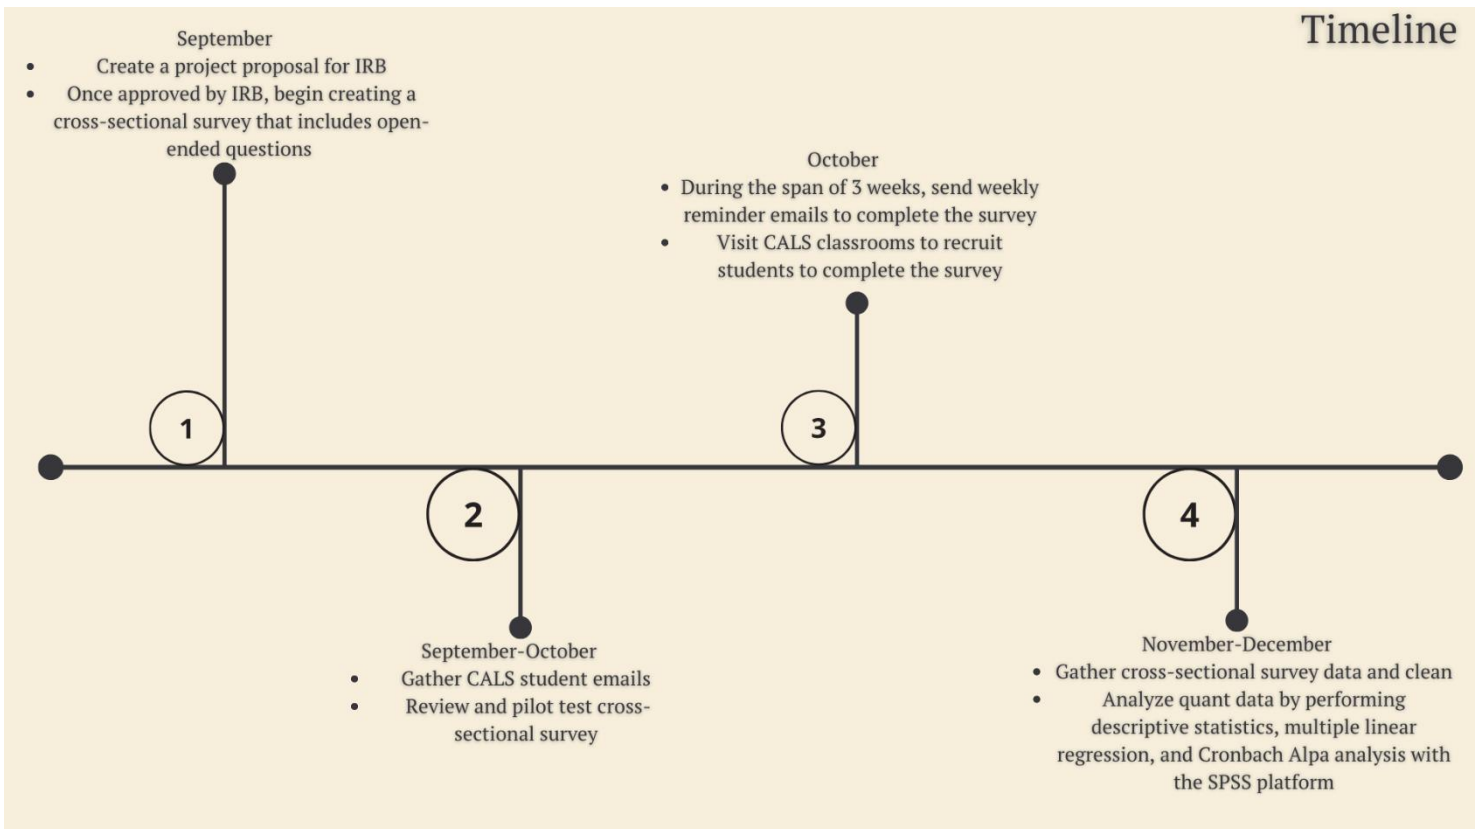 Timeline
September
• Create a project proposal for IRB
• Once approved by IRB, begin creating a
cross-sectional survey that includes open-
ended questions
1
2
September-October
• Gather CALS student emails
• Review and pilot test cross-
sectional survey
October
• During the span of 3 weeks, send weekly
reminder emails to complete the survey
• Visit CALS classrooms to recruit
students to complete the survey
3
4
November-December
• Gather cross-sectional survey data and clean
• Analyze quant data by performing
descriptive statistics, multiple linear
regression, and Cronbach Alpa analysis with
the SPSS platform